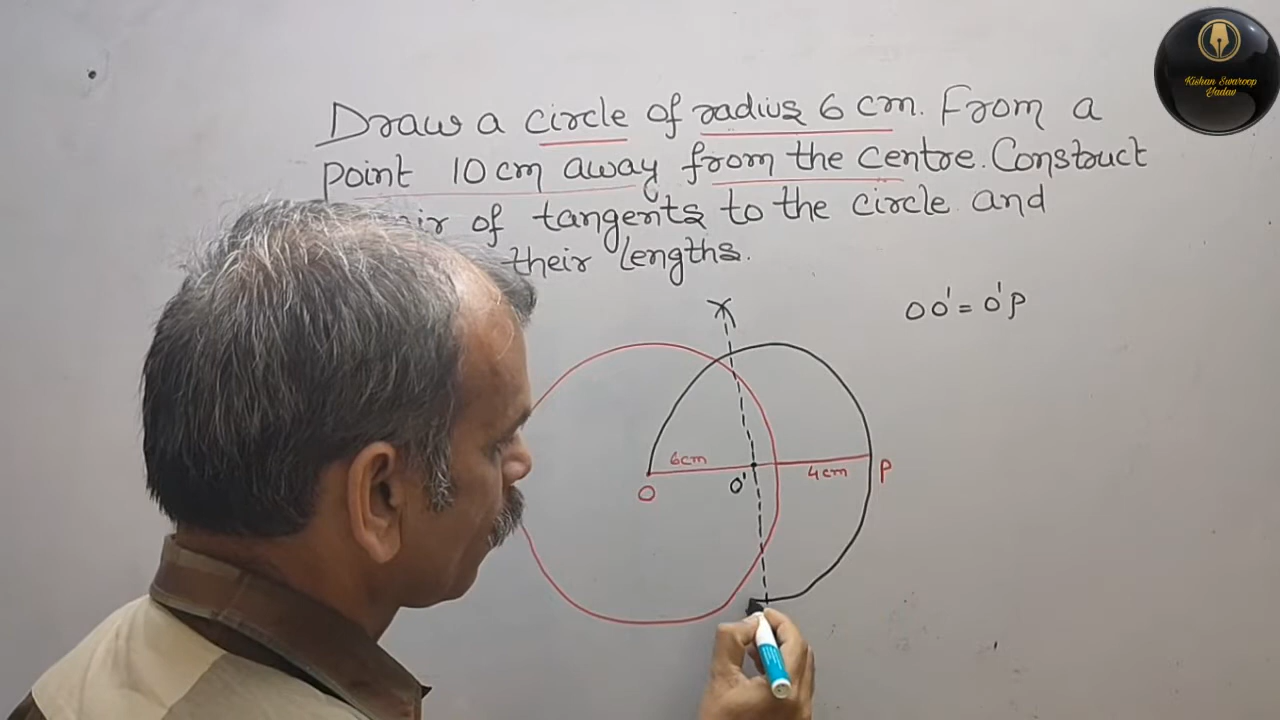 Draw a circle of radius 6 cm. From a
point 10 cm away from the centre. Construct
of tangents to the circle and
their lengths.
OO' = O'P
6cm
4cm
P
O
O'
Kishan Swaroop
Yadav